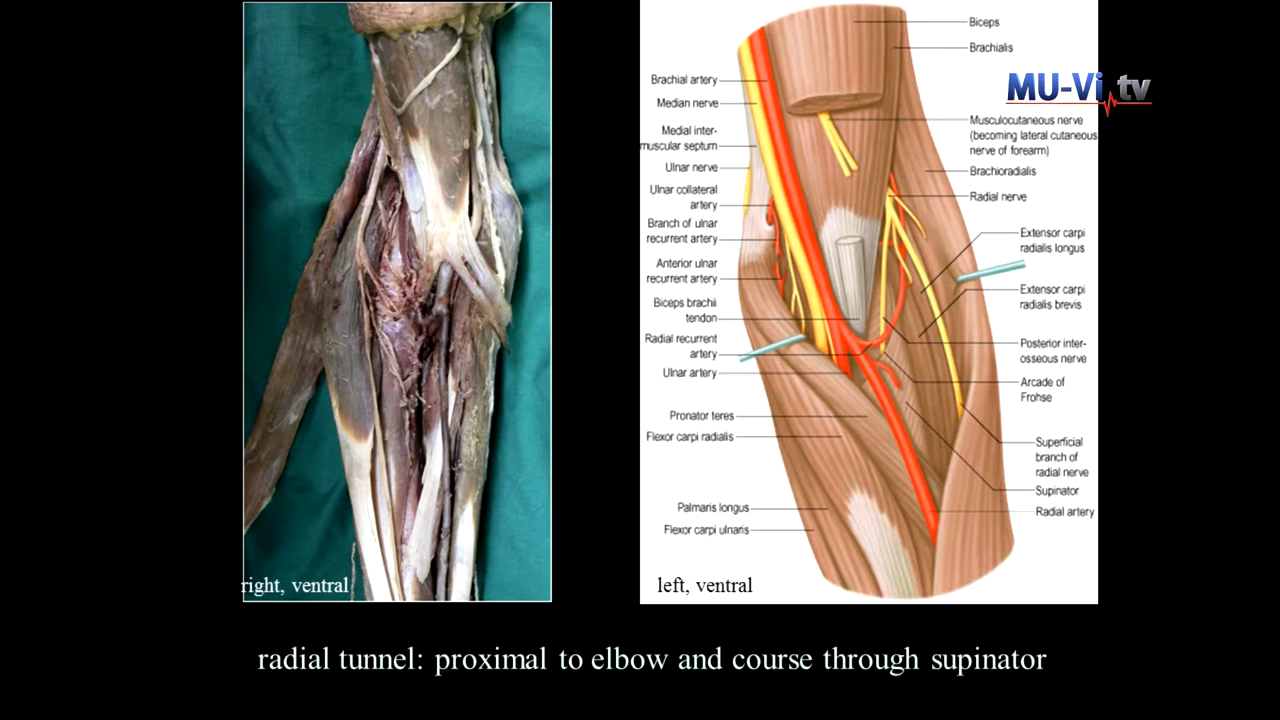 MU-Vi tv
Biceps
Brachialis
Brachial artery
Median nerve
Medial inter-
muscular septum
Ulnar nerve
Ulnar collateral
artery
Branch of ulnar
recurrent artery
Anterior ulnar
recurrent artery
Biceps brachii
tendon
Radial recurrent
artery
Ulnar artery
Pronator teres
Flexor carpi radialis
Palmaris longus
Flexor carpi ulnaris
Musculocutaneous nerve
(becoming lateral cutaneous
nerve of forearm)
Brachioradialis
Radial nerve
Extensor carpi
radialis longus
Extensor carpi
radialis brevis
Posterior inter-
osseous nerve
Arcade of
Frohse
Superficial
branch of
radial nerve
Supinator
Radial artery
right, ventral
left, ventral
radial tunnel: proximal to elbow and course through supinator